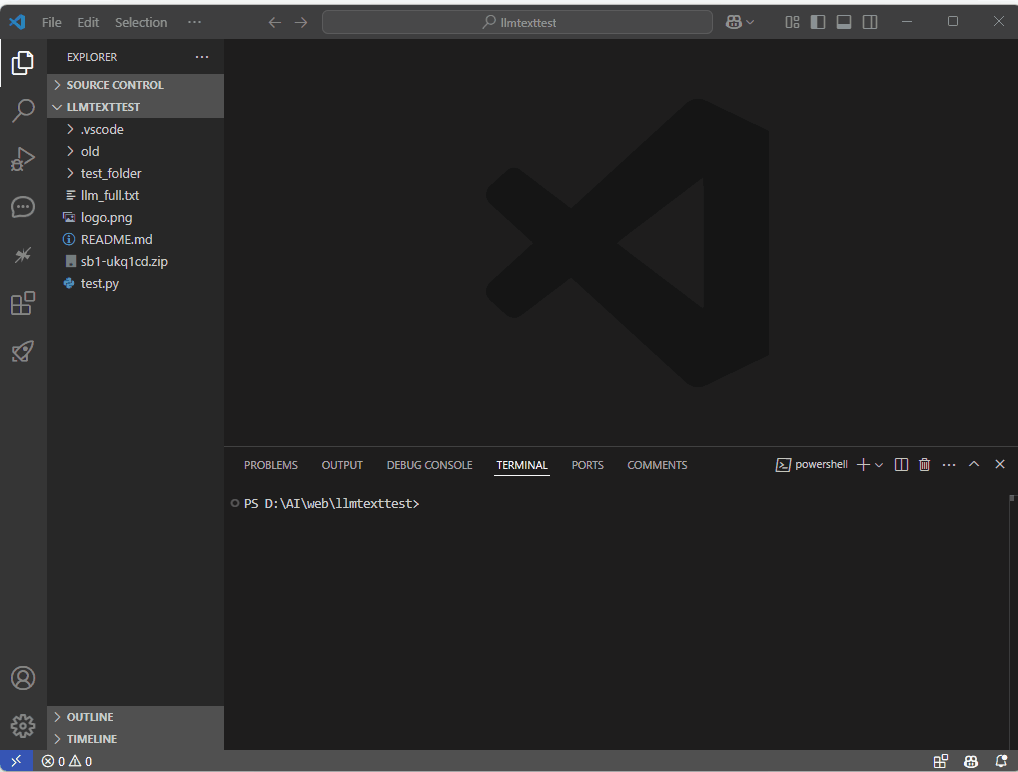 File Edit Selection ···
llmtexttest
EXPLORER ···
SOURCE CONTROL
LLMTEXTTEST
.vscode
old
test_folder
llm_full.txt
logo.png
README.md
sb1-ukq1cd.zip
test.py
PROBLEMS OUTPUT DEBUG CONSOLE TERMINAL PORTS COMMENTS
powershell ···
PS D:\AI\web\llmtexttest>
OUTLINE
TIMELINE
0 0